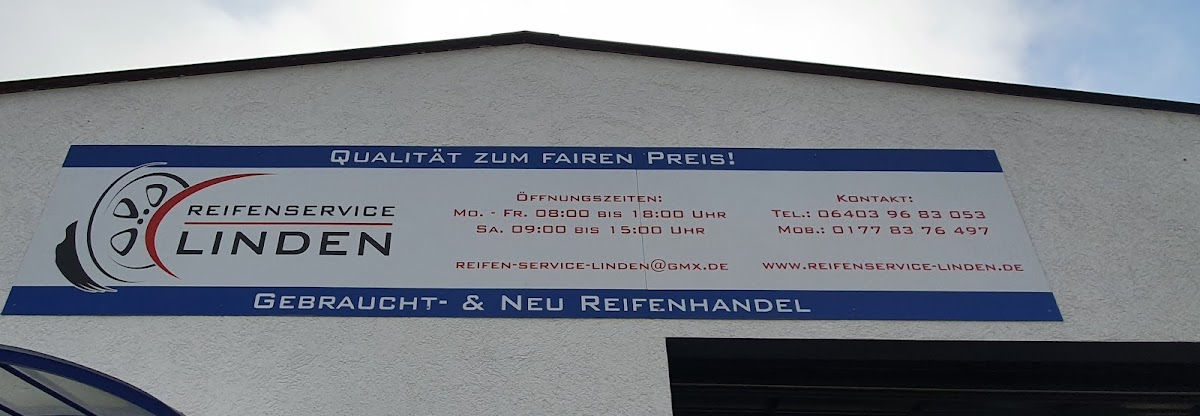 Qualität zum fairen Preis!
Reifenservice
Linden
Öffnungszeiten:
Mo. - Fr. 08:00 bis 18:00 Uhr
Sa. 09:00 bis 15:00 Uhr
reifen-service-linden@gmx.de
Kontakt:
Tel.: 06403 96 83 053
Mob.: 0177 83 76 497
www.reifenservice-linden.de
Gebraucht- & Neu Reifenhandel